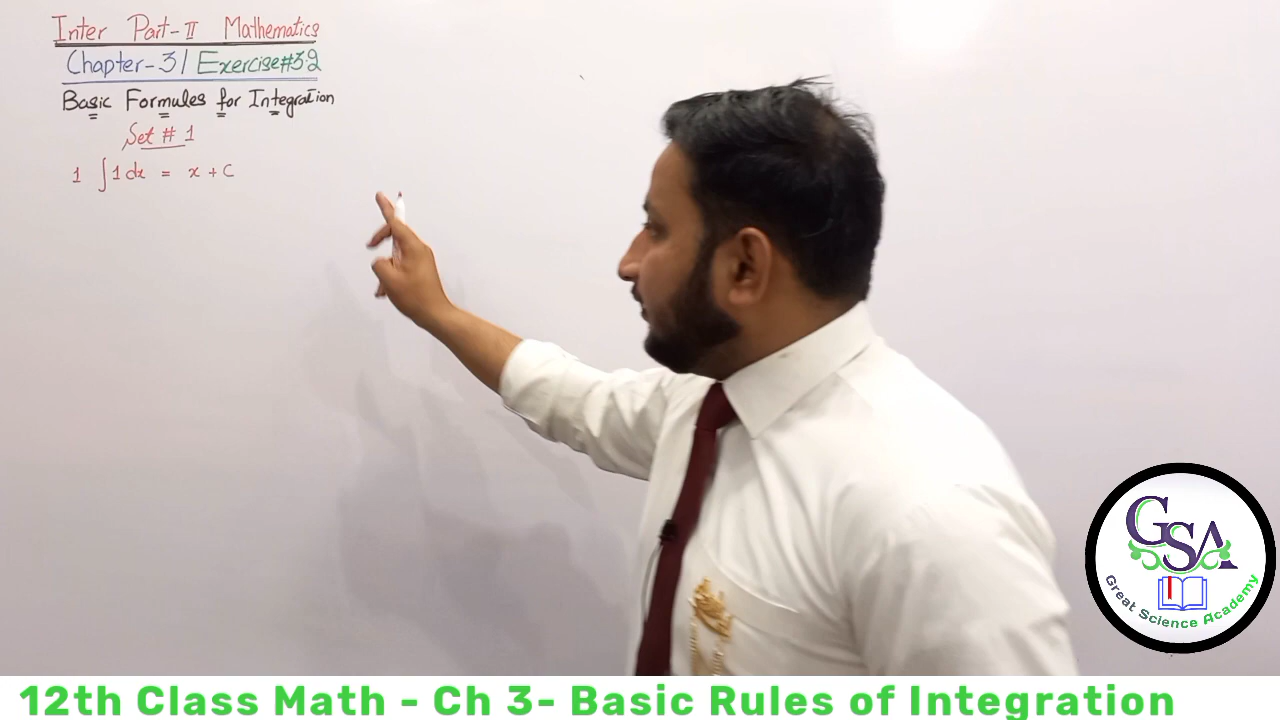 Inter Part-II Mathematics
Chapter-3/Exercise#3.2
Basic Formules for Integration
Set # 1
1 ∫1 dx = x + C
GSA
Great Science Academy
12th Class Math - Ch 3- Basic Rules of Integration